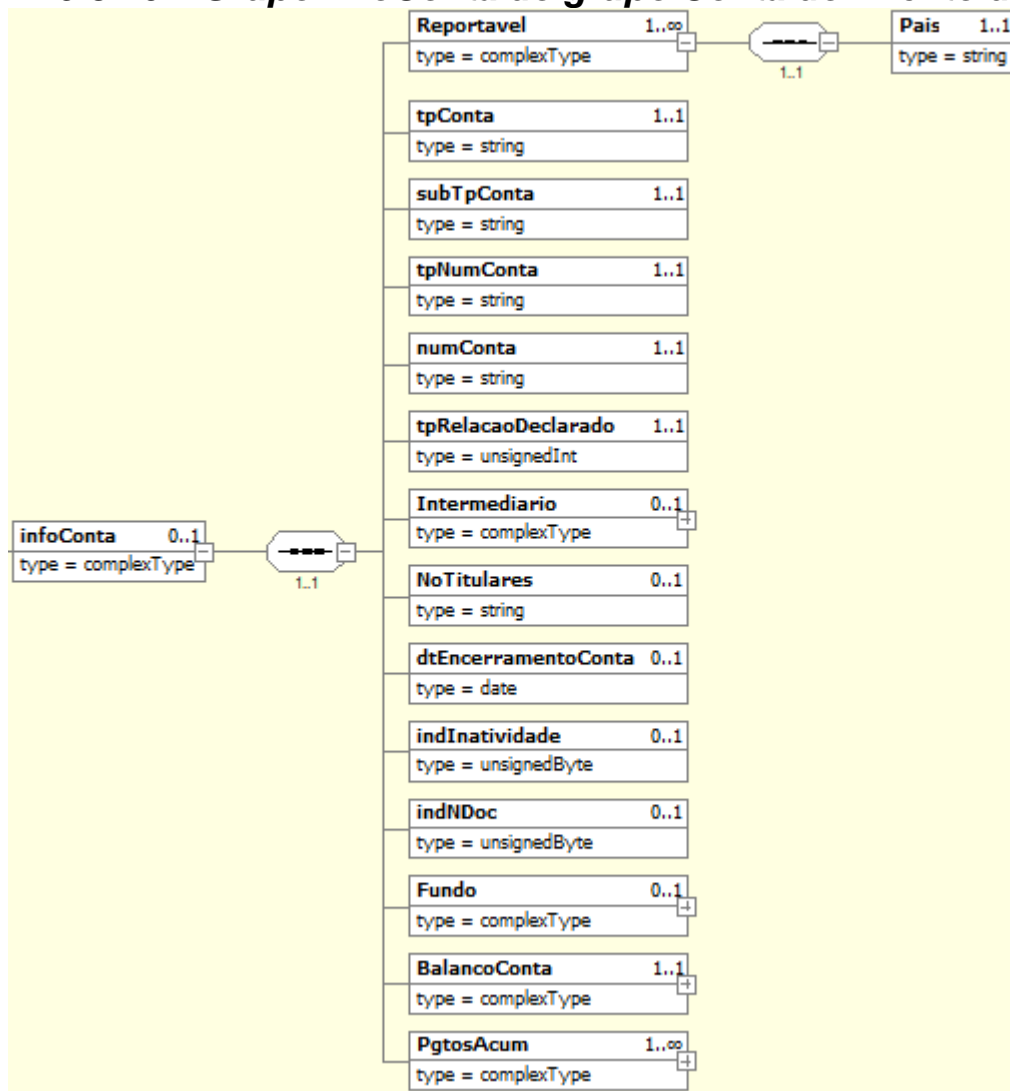 Reportavel 1..∞
type = complexType
1..1
Pais 1..1
type = string
tpConta 1..1
type = string
subTpConta 1..1
type = string
tpNumConta 1..1
type = string
numConta 1..1
type = string
tpRelacaoDeclarado 1..1
type = unsignedInt
Intermediario 0..1
type = complexType
infoConta 0..1
type = complexType
1..1
NoTitulares 0..1
type = string
dtEncerramentoConta 0..1
type = date
indInatividade 0..1
type = unsignedByte
indNDoc 0..1
type = unsignedByte
Fundo 0..1
type = complexType
BalancoConta 1..1
type = complexType
PgtosAcum 1..∞
type = complexType